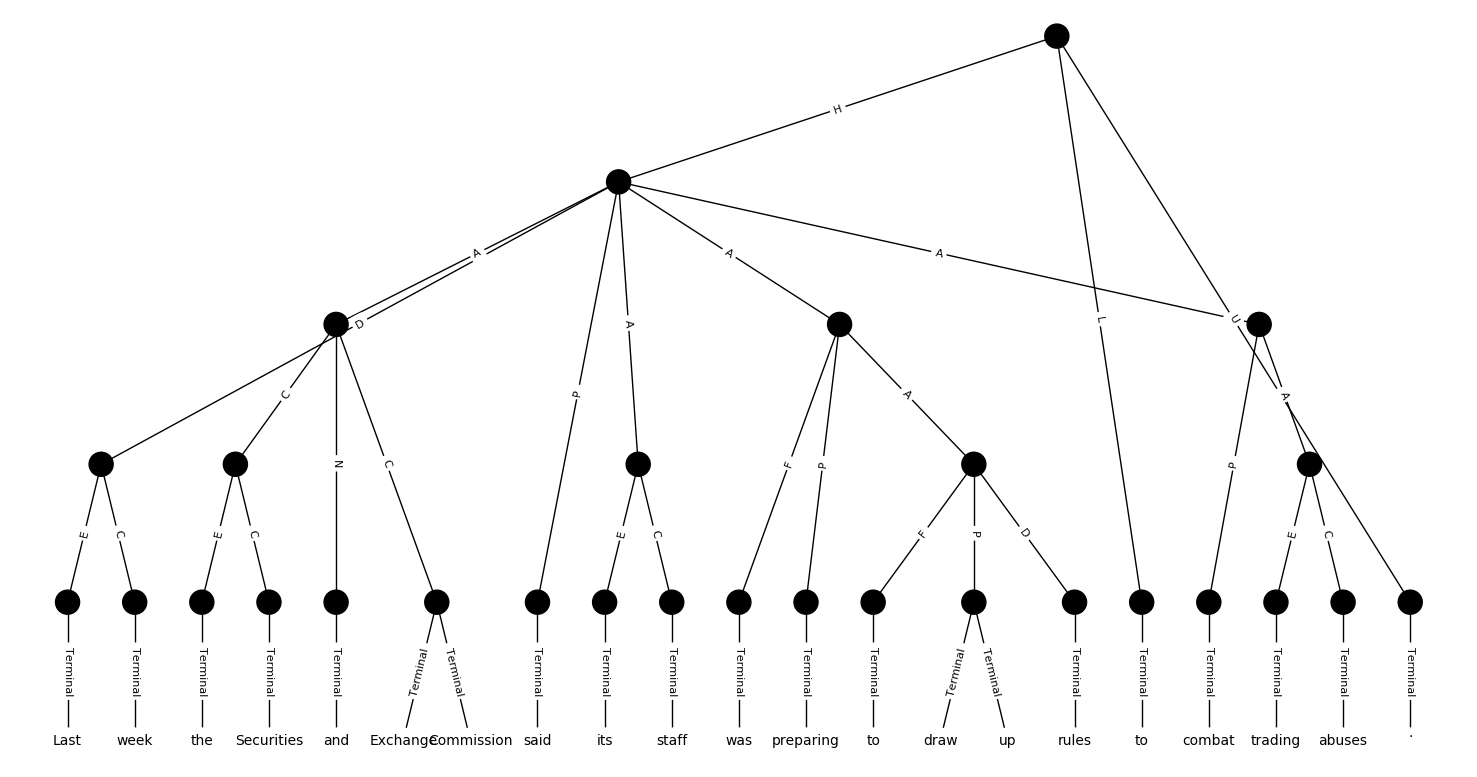 H
A
D
A
A
A
L
U
P
C
N
C
A
A
E
C
E
C
E
C
F
P
F
P
D
P
E
C
Terminal Terminal Terminal Terminal Terminal Terminal Terminal Terminal Terminal Terminal Terminal Terminal Terminal Terminal Terminal Terminal Terminal Terminal Terminal Terminal Terminal
Last week the Securities and Exchange Commission said its staff was preparing to draw up rules to combat trading abuses .